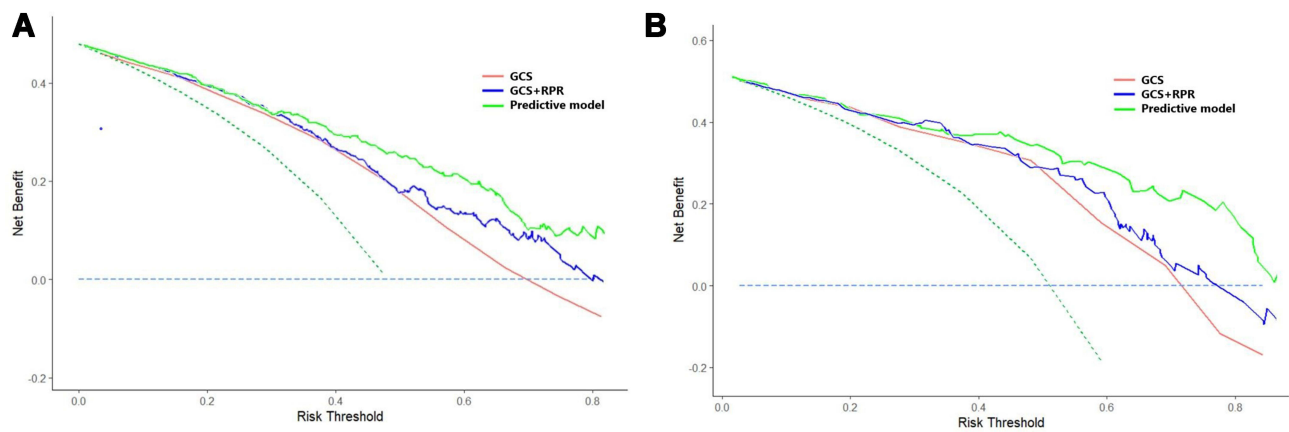 A
Net Benefit
0.4
0.2
0.0
-0.2
0.0 0.2 0.4 0.6 0.8
Risk Threshold
GCS
GCS+RPR
Predictive model
B
Net Benefit
0.6
0.4
0.2
0.0
-0.2
0.0 0.2 0.4 0.6 0.8
Risk Threshold
GCS
GCS+RPR
Predictive model